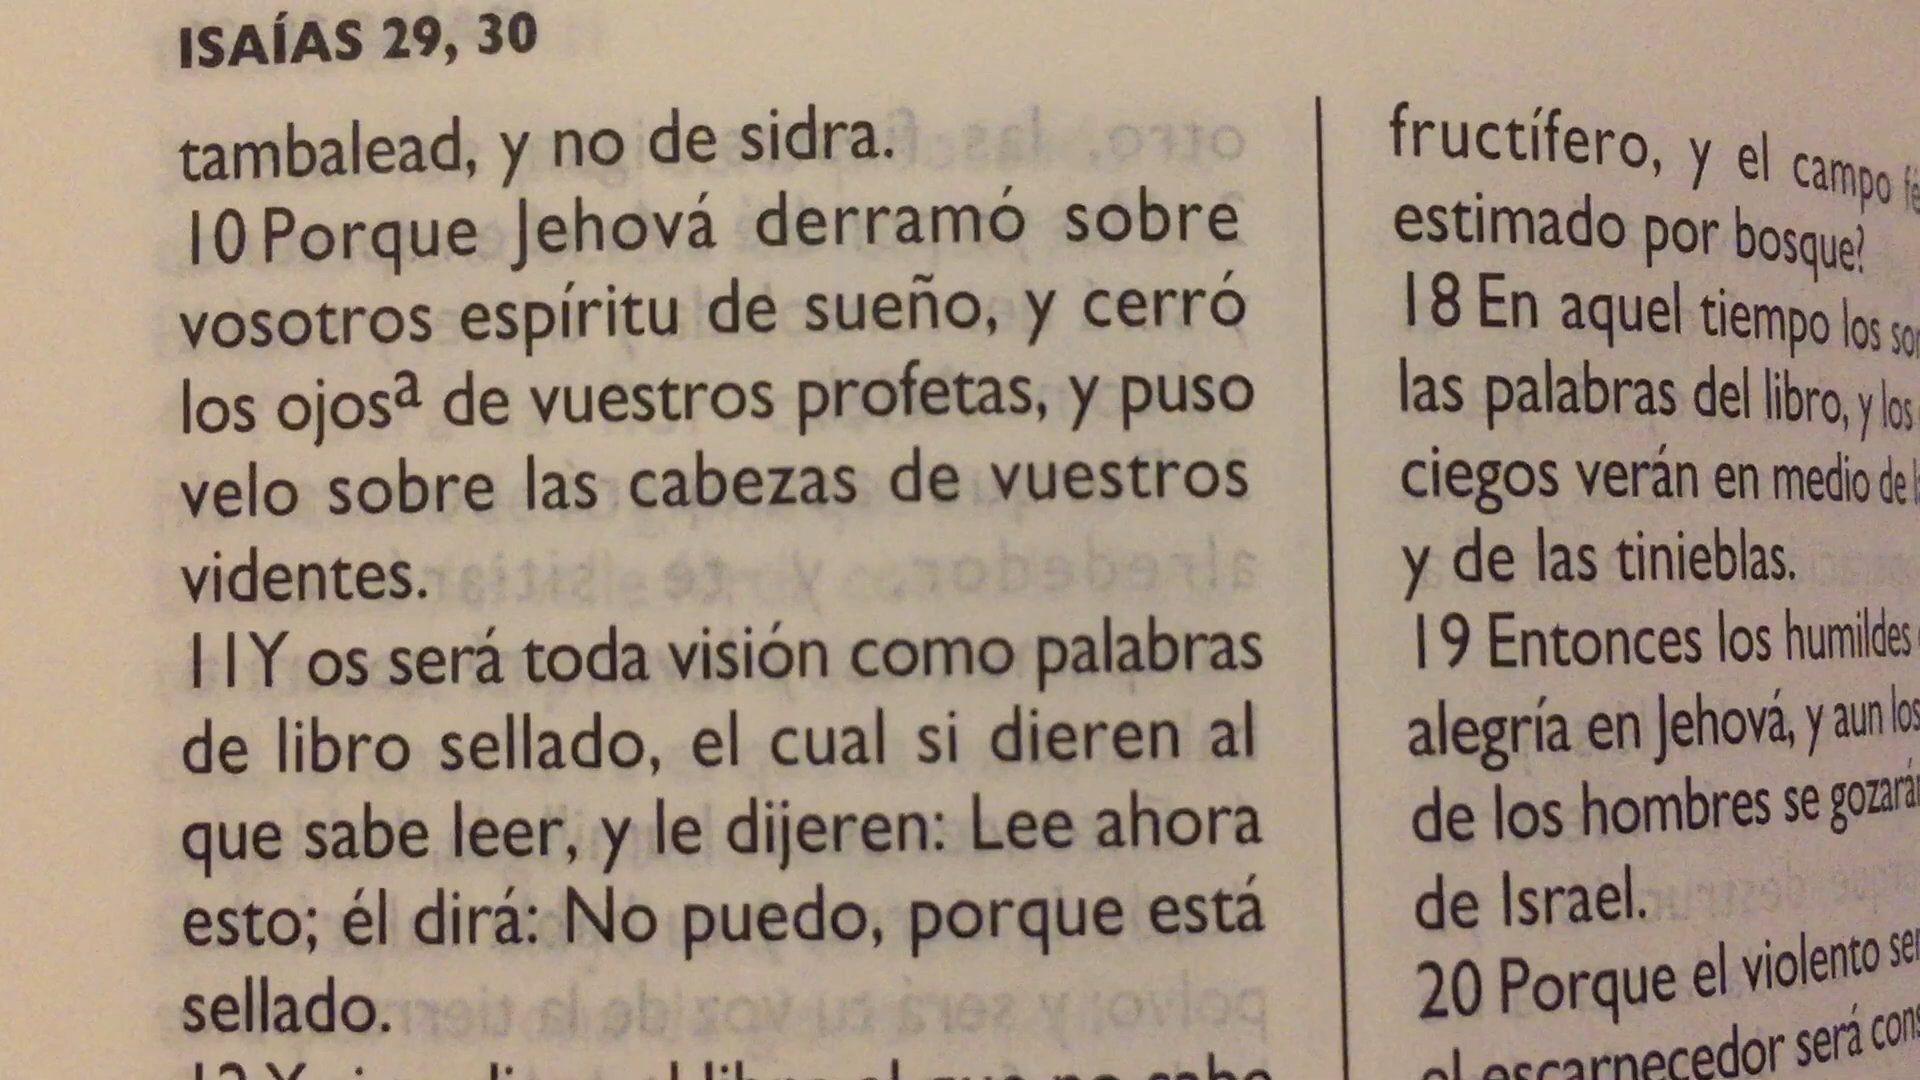 ISAÍAS 29, 30
tambalead, y no de sidra.
10 Porque Jehová derramó sobre
vosotros espíritu de sueño, y cerró
los ojosª de vuestros profetas, y puso
velo sobre las cabezas de vuestros
videntes.
11 Y os será toda visión como palabras
de libro sellado, el cual si dieren al
que sabe leer, y le dijeren: Lee ahora
esto; él dirá: No puedo, porque está
sellado.
fructífero, y el campo
estimado por bosque?
18 En aquel tiempo los
las palabras del libro, y los
ciegos verán en medio de
y de las tinieblas.
19 Entonces los humildes
alegría en Jehová, y aun los
de los hombres se gozarán
de Israel.
20 Porque el violento
el escarnecedor será